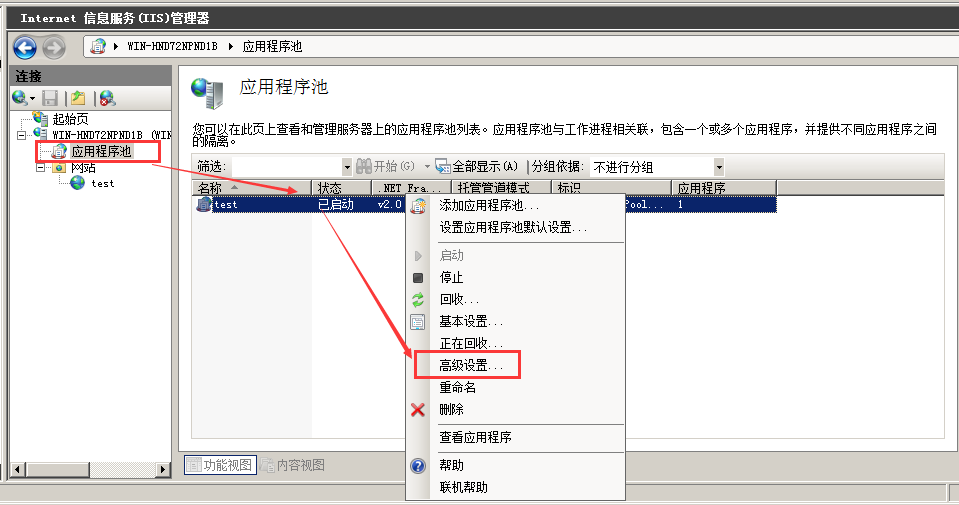 Internet 信息服务(IIS)管理器
WIN-HND72NPND1B 应用程序池
连接
起始页
WIN-HND72NPND1B (WIN
应用程序池
网站
test
应用程序池
您可以在此页上查看和管理服务器上的应用程序池列表。应用程序池与工作进程相关联，包含一个或多个应用程序，并提供不同应用程序之间
的隔离。
筛选: 开始(G) 全部显示(A) 分组依据: 不进行分组
名称 状态 .NET Fra... 托管管道模式 标识 应用程序
test 已启动 v2.0 Pool... 1
添加应用程序池...
设置应用程序池默认设置...
启动
停止
回收...
基本设置...
正在回收...
高级设置...
重命名
删除
查看应用程序
帮助
联机帮助
功能视图 内容视图